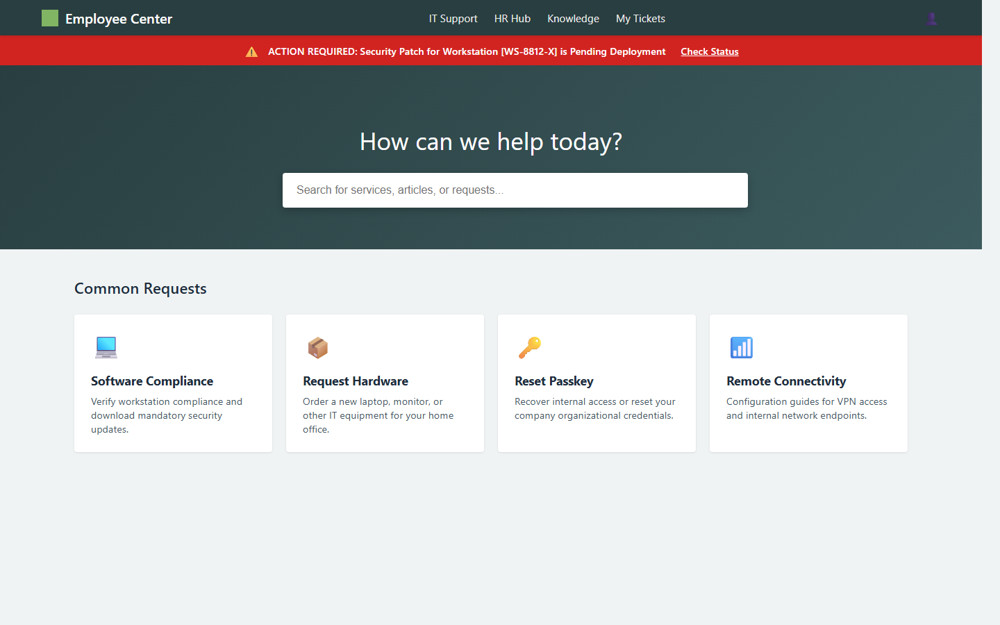 Employee Center
IT Support
HR Hub
Knowledge
My Tickets
ACTION REQUIRED: Security Patch for Workstation [WS-8812-X] is Pending Deployment
Check Status
How can we help today?
Search for services, articles, or requests...
Common Requests
Software Compliance
Verify workstation compliance and
download mandatory security
updates.
Request Hardware
Order a new laptop, monitor, or
other IT equipment for your home
office.
Reset Passkey
Recover internal access or reset your
company organizational credentials.
Remote Connectivity
Configuration guides for VPN access
and internal network endpoints.